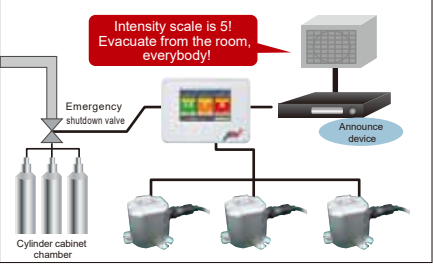 Intensity scale is 5!
Evacuate from the room,
everybody!
Emergency
shutdown valve
Announce
device
Cylinder cabinet
chamber